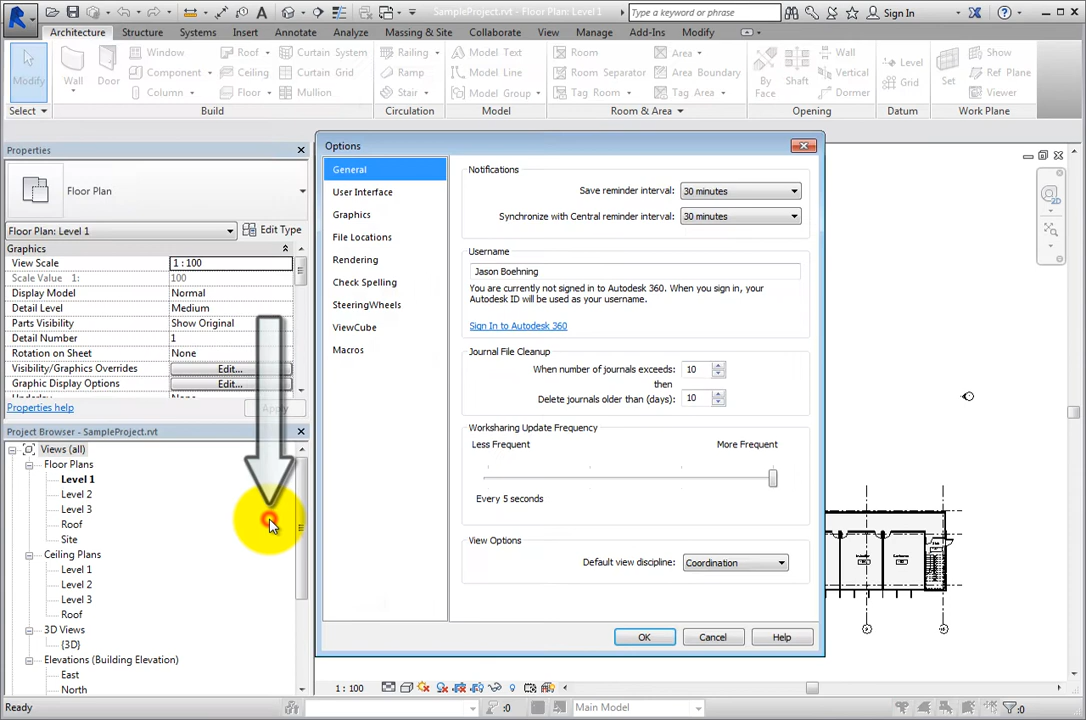 SampleProject.rvt - Floor Plan: Level 1
Type a keyword or phrase
Sign In
Architecture Structure Systems Insert Annotate Analyze Massing & Site Collaborate View Manage Add-Ins Modify
Modify Wall Door Window Component Column Roof Ceiling Floor Curtain System Curtain Grid Mullion Railing Ramp Stair Model Text Model Line Model Group Room Room Separator Tag Room Area Area Boundary Tag Area By Face Shaft Wall Vertical Dormer Level Grid Set Show Ref Plane Viewer
Select Build Circulation Model Room & Area Opening Datum Work Plane
Properties
Floor Plan
Floor Plan: Level 1 Edit Type
Graphics
View Scale 1 : 100
Scale Value 1: 100
Display Model Normal
Detail Level Medium
Parts Visibility Show Original
Detail Number 1
Rotation on Sheet None
Visibility/Graphics Overrides Edit...
Graphic Display Options Edit...
Properties help Apply
Project Browser - SampleProject.rvt
Views (all)
Floor Plans
Level 1
Level 2
Level 3
Roof
Site
Ceiling Plans
Level 1
Level 2
Level 3
Roof
3D Views
{3D}
Elevations (Building Elevation)
East
North
Options
General
User Interface
Graphics
File Locations
Rendering
Check Spelling
SteeringWheels
ViewCube
Macros
Notifications
Save reminder interval: 30 minutes
Synchronize with Central reminder interval: 30 minutes
Username
Jason Boehning
You are currently not signed in to Autodesk 360. When you sign in, your
Autodesk ID will be used as your username.
Sign In to Autodesk 360
Journal File Cleanup
When number of journals exceeds: 10
then
Delete journals older than (days): 10
Worksharing Update Frequency
Less Frequent More Frequent
Every 5 seconds
View Options
Default view discipline: Coordination
OK Cancel Help
2D
1 : 100
Ready :0 Main Model :0